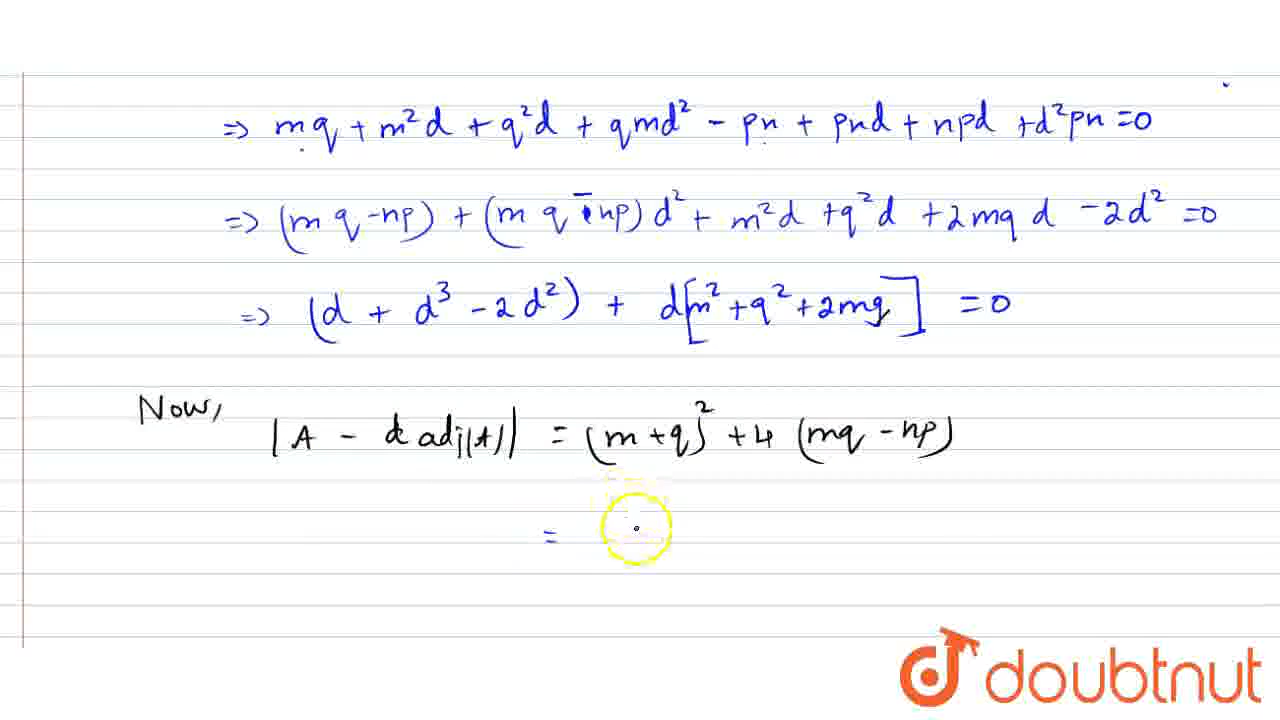 => mq + m²d + q²d + qmd² - pn + pnd + npd + d²pn = 0
=> (mq - np) + (mq - np) d² + m²d + q²d + 2mqd - 2d² = 0
=> (d + d³ - 2d²) + d[m² + q² + 2mq] = 0
Now,
|A - d adj(A)| = (m + q)² + 4 (mq - np)
=
doubtnut